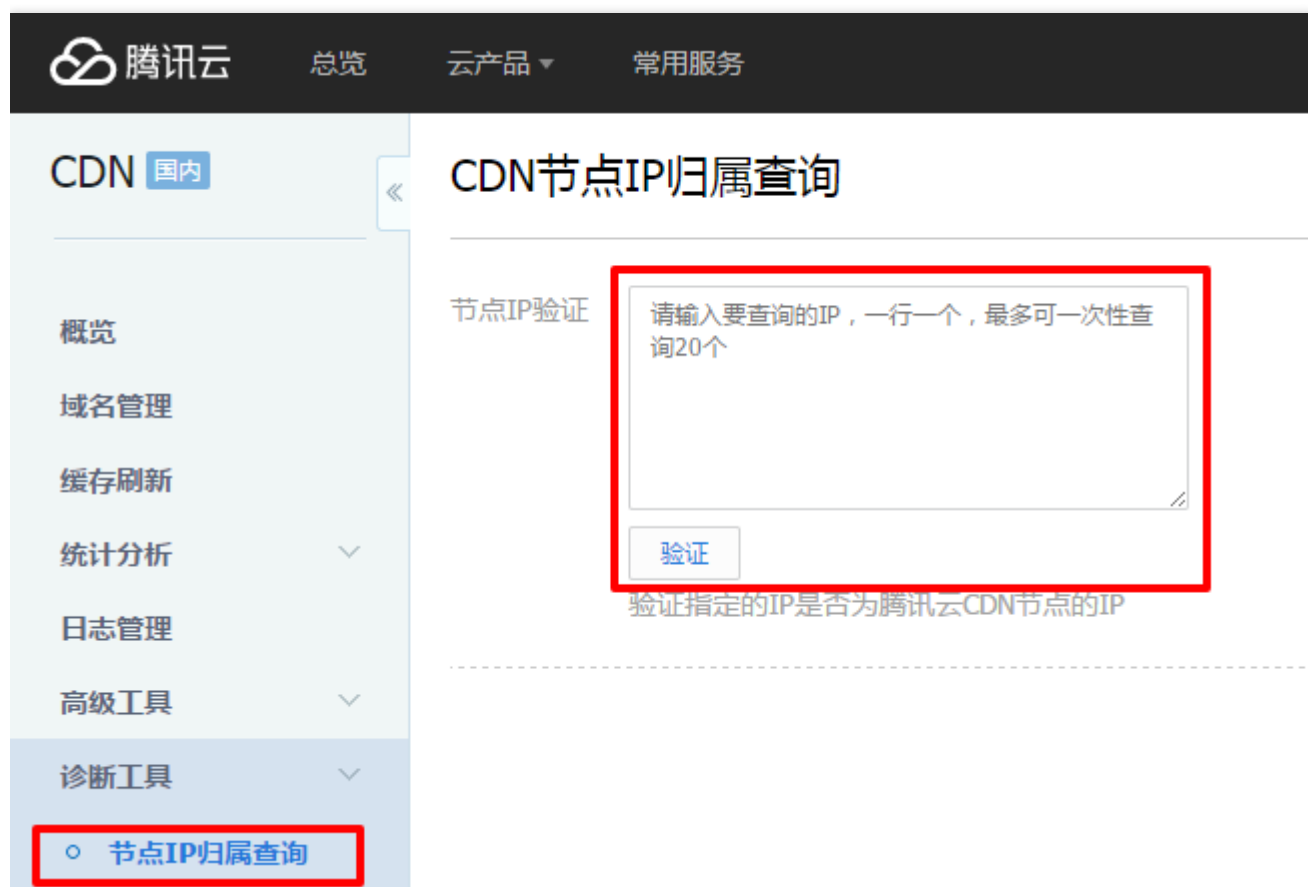 腾讯云 总览 云产品 常用服务
CDN 国内
概览
域名管理
缓存刷新
统计分析
日志管理
高级工具
诊断工具
节点IP归属查询
CDN节点IP归属查询
节点IP验证
请输入要查询的IP，一行一个，最多可一次性查
询20个
验证
验证指定的IP是否为腾讯云CDN节点的IP